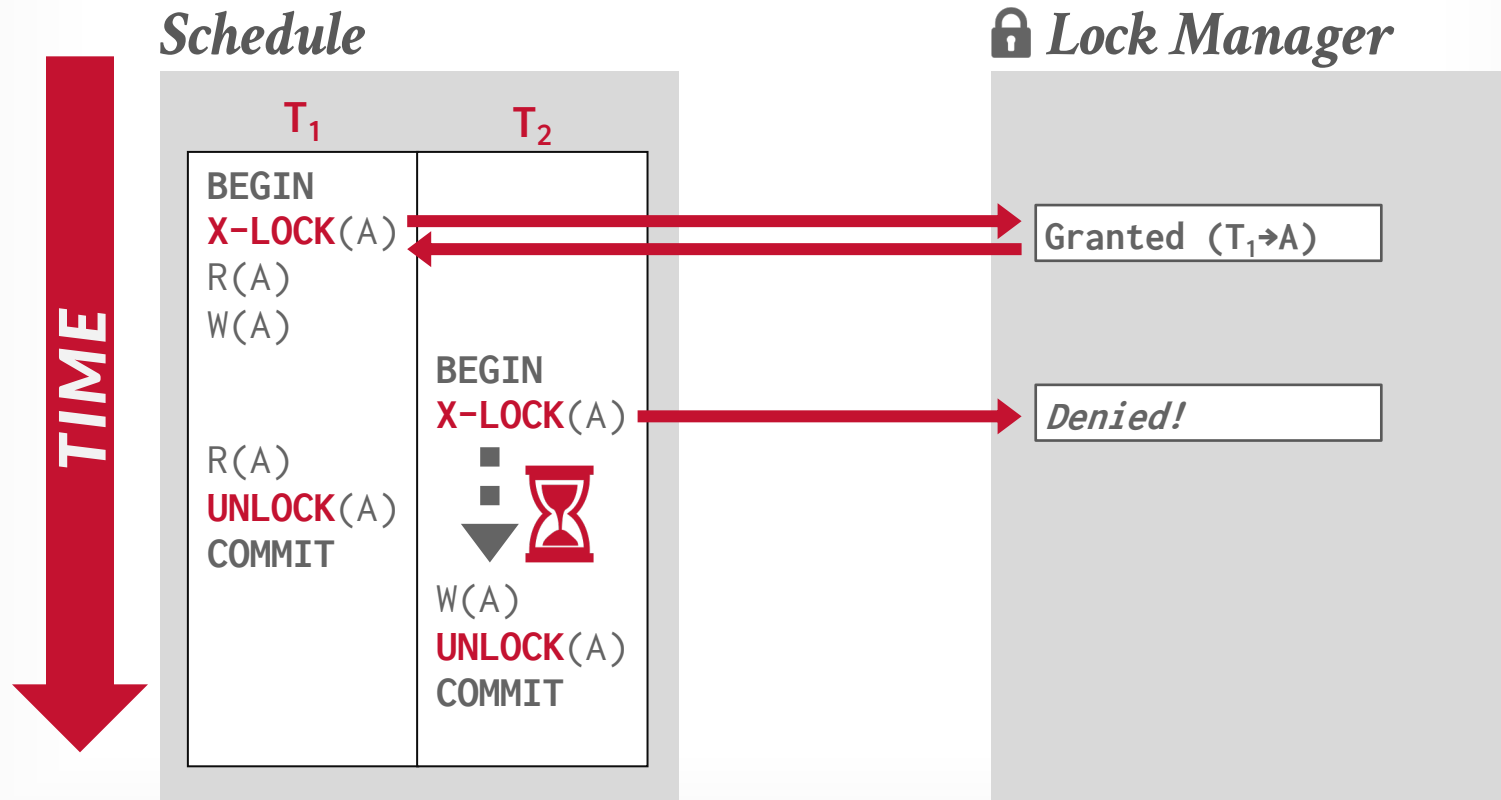 Schedule
Lock Manager
TIME
T₁
T₂
BEGIN
X-LOCK(A)
R(A)
W(A)
Granted (T₁→A)
BEGIN
X-LOCK(A)
Denied!
R(A)
UNLOCK(A)
COMMIT
W(A)
UNLOCK(A)
COMMIT